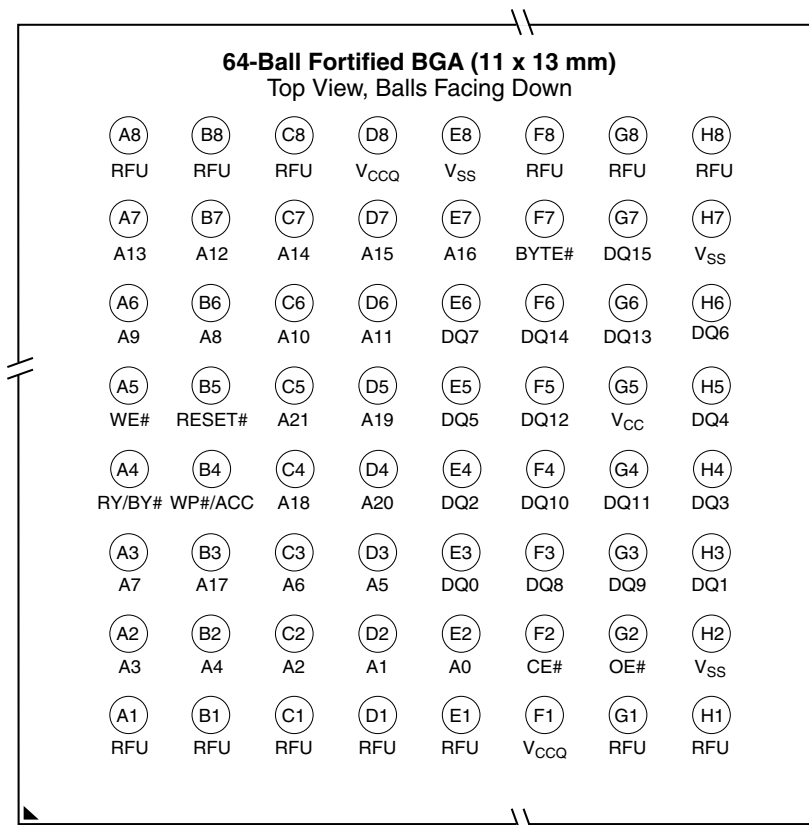 64-Ball Fortified BGA (11 x 13 mm)
Top View, Balls Facing Down
A8 B8 C8 D8 E8 F8 G8 H8
RFU RFU RFU VCCQ VSS RFU RFU RFU
A7 B7 C7 D7 E7 F7 G7 H7
A13 A12 A14 A15 A16 BYTE# DQ15 VSS
A6 B6 C6 D6 E6 F6 G6 H6
A9 A8 A10 A11 DQ7 DQ14 DQ13 DQ6
A5 B5 C5 D5 E5 F5 G5 H5
WE# RESET# A21 A19 DQ5 DQ12 VCC DQ4
A4 B4 C4 D4 E4 F4 G4 H4
RY/BY# WP#/ACC A18 A20 DQ2 DQ10 DQ11 DQ3
A3 B3 C3 D3 E3 F3 G3 H3
A7 A17 A6 A5 DQ0 DQ8 DQ9 DQ1
A2 B2 C2 D2 E2 F2 G2 H2
A3 A4 A2 A1 A0 CE# OE# VSS
A1 B1 C1 D1 E1 F1 G1 H1
RFU RFU RFU RFU RFU VCCQ RFU RFU